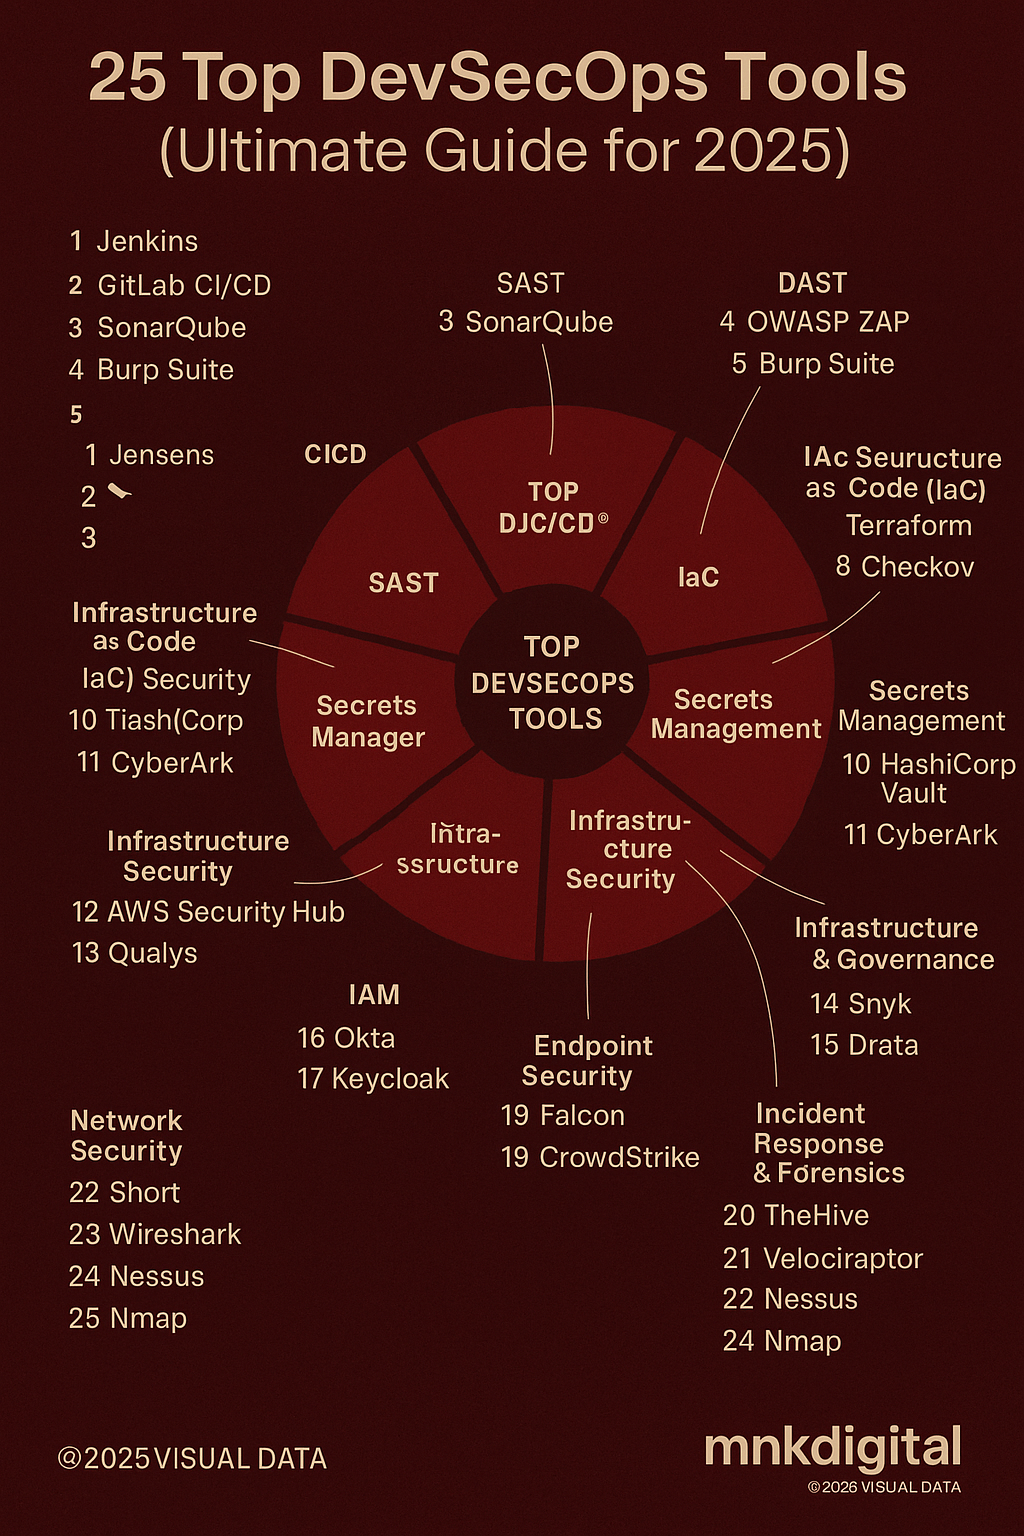 25 Top DevSecOps Tools
(Ultimate Guide for 2025)
1 Jenkins
2 GitLab CI/CD
3 SonarQube
4 Burp Suite
5
1 Jensens
2
3
CICD
SAST
3 SonarQube
DAST
4 OWASP ZAP
5 Burp Suite
IAc Seuructure
as Code (IaC)
Terraform
8 Checkov
TOP
DJC/CD®
SAST
IaC
TOP
DEVSECOPS
TOOLS
Secrets
Manager
Secrets
Management
Intra-
ssructure
Infrastru-
cture
Security
Infrastructure
as Code
IaC) Security
10 Tiash(Corp
11 CyberArk
Secrets
Management
10 HashiCorp
Vault
11 CyberArk
Infrastructure
Security
12 AWS Security Hub
13 Qualys
Infrastructure
& Governance
14 Snyk
15 Drata
IAM
16 Okta
17 Keycloak
Endpoint
Security
19 Falcon
19 CrowdStrike
Incident
Response
& Forensics
20 TheHive
21 Velociraptor
22 Nessus
24 Nmap
Network
Security
22 Short
23 Wireshark
24 Nessus
25 Nmap
@2025 VISUAL DATA
mnkdigital
©2026 VISUAL DATA